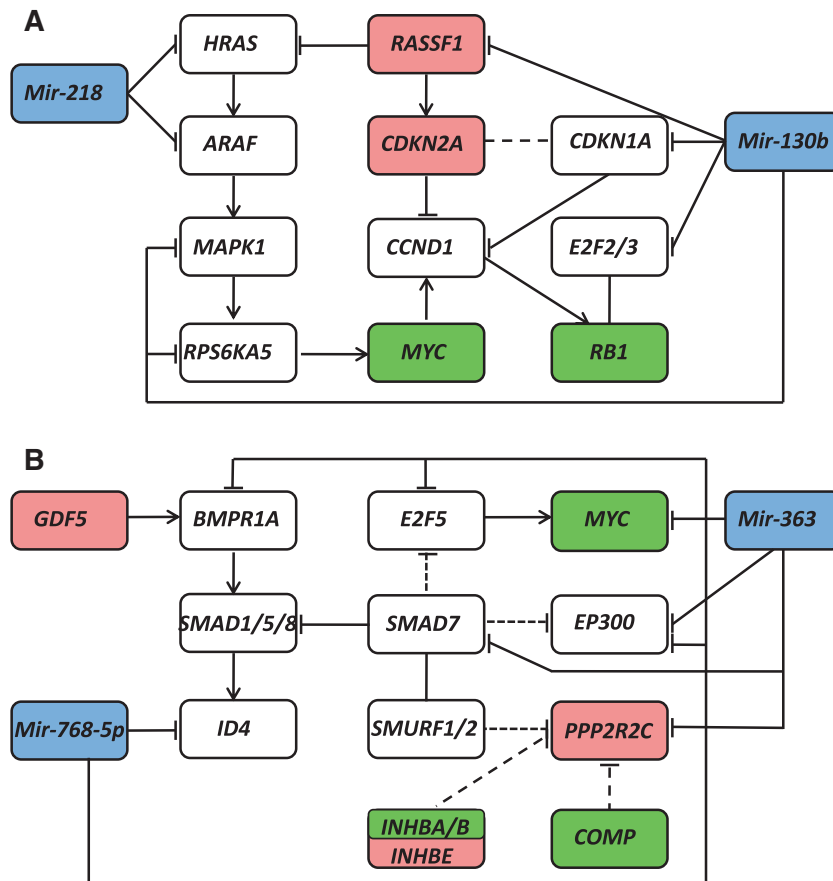 A
HRAS
RASSF1
Mir-218
ARAF
CDKN2A
CDKN1A
Mir-130b
MAPK1
CCND1
E2F2/3
RPS6KA5
MYC
RB1
B
GDF5
BMPR1A
E2F5
MYC
Mir-363
SMAD1/5/8
SMAD7
EP300
Mir-768-5p
ID4
SMURF1/2
PPP2R2C
INHBA/B
INHBE
COMP